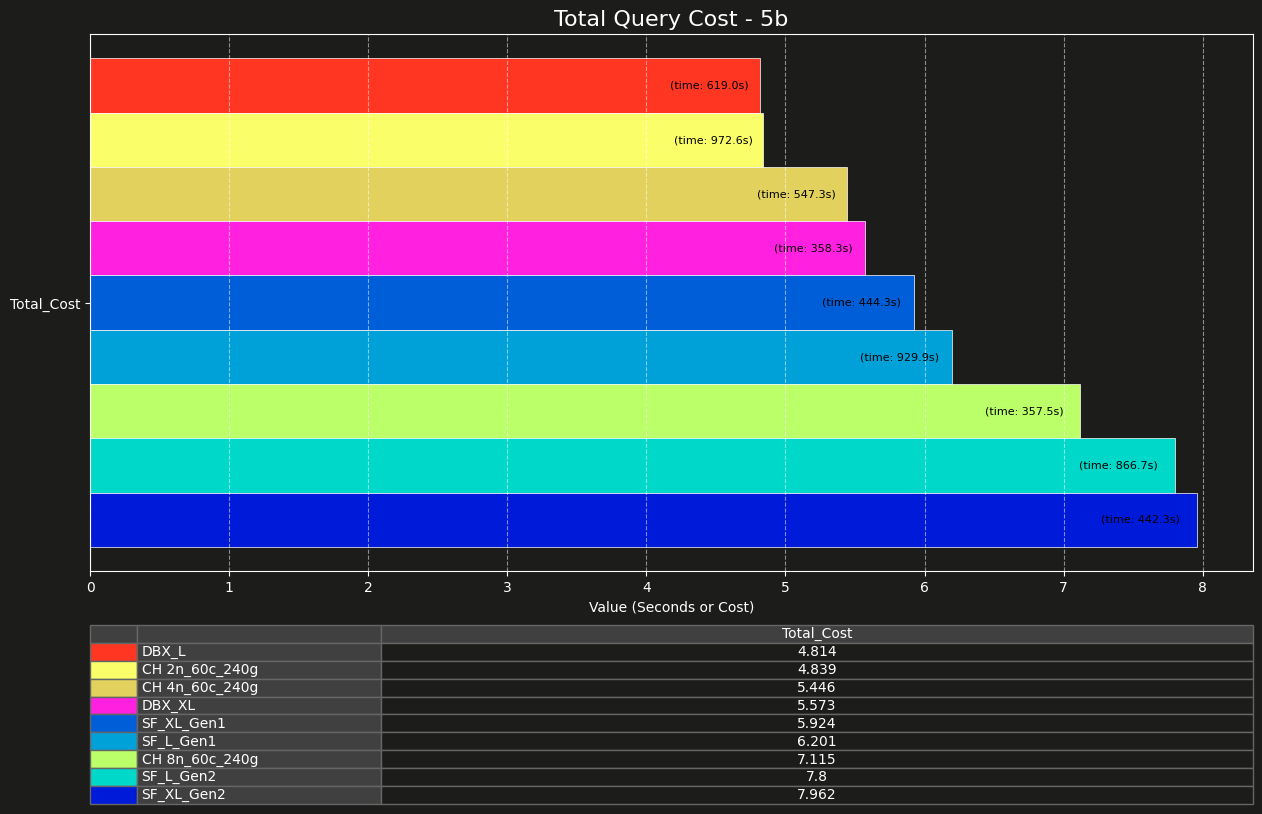 Total Query Cost - 5b
(time: 619.0s)
(time: 972.6s)
(time: 547.3s)
(time: 358.3s)
Total_Cost
(time: 444.3s)
(time: 929.9s)
(time: 357.5s)
(time: 866.7s)
(time: 442.3s)
0 1 2 3 4 5 6 7 8
Value (Seconds or Cost)
Total_Cost
DBX_L 4.814
CH 2n_60c_240g 4.839
CH 4n_60c_240g 5.446
DBX_XL 5.573
SF_XL_Gen1 5.924
SF_L_Gen1 6.201
CH 8n_60c_240g 7.115
SF_L_Gen2 7.8
SF_XL_Gen2 7.962